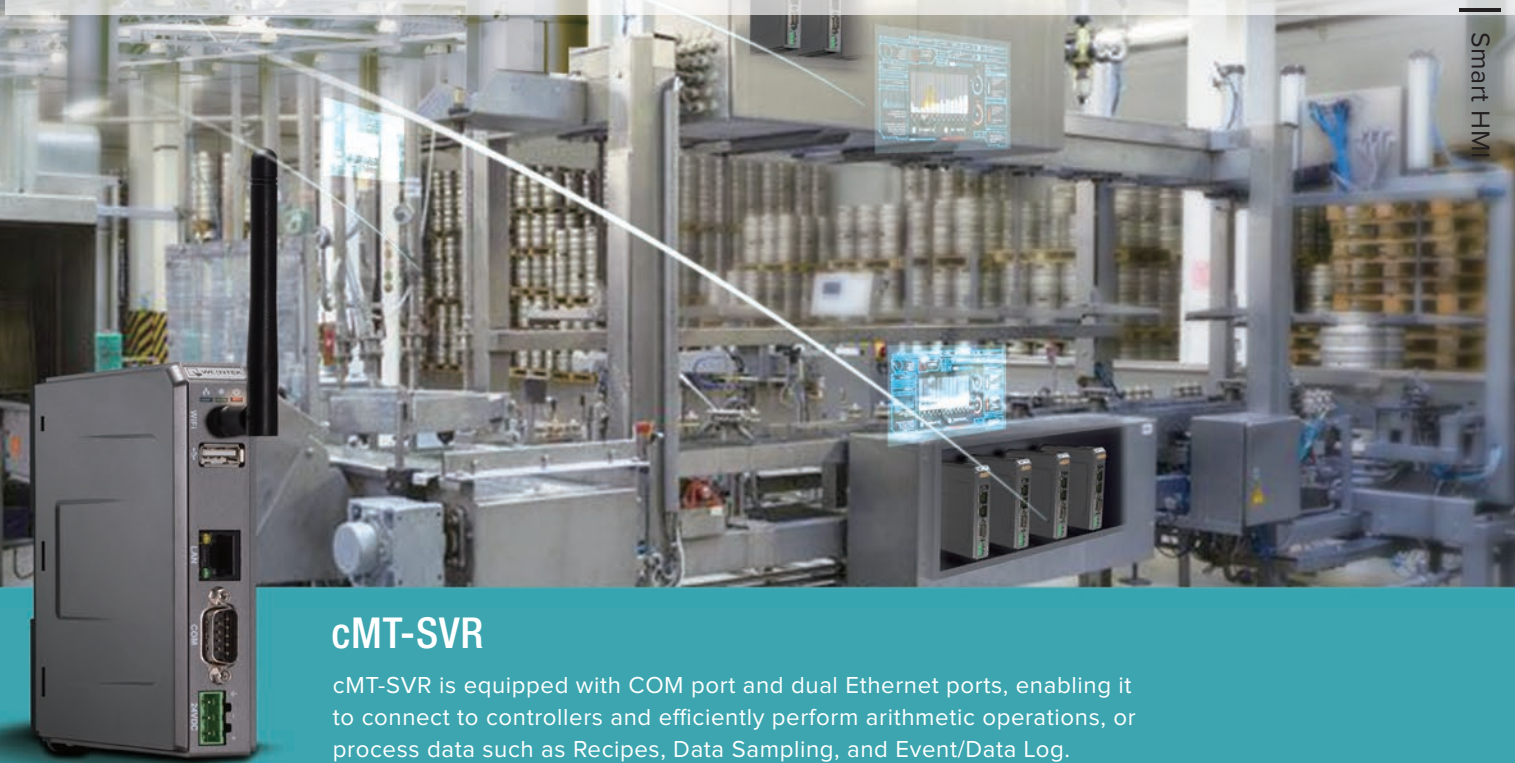 Smart HMI
WEINTEK
WiFi
LAN
COM
24VDC
cMT-SVR
cMT-SVR is equipped with COM port and dual Ethernet ports, enabling it
to connect to controllers and efficiently perform arithmetic operations, or
process data such as Recipes, Data Sampling, and Event/Data Log.